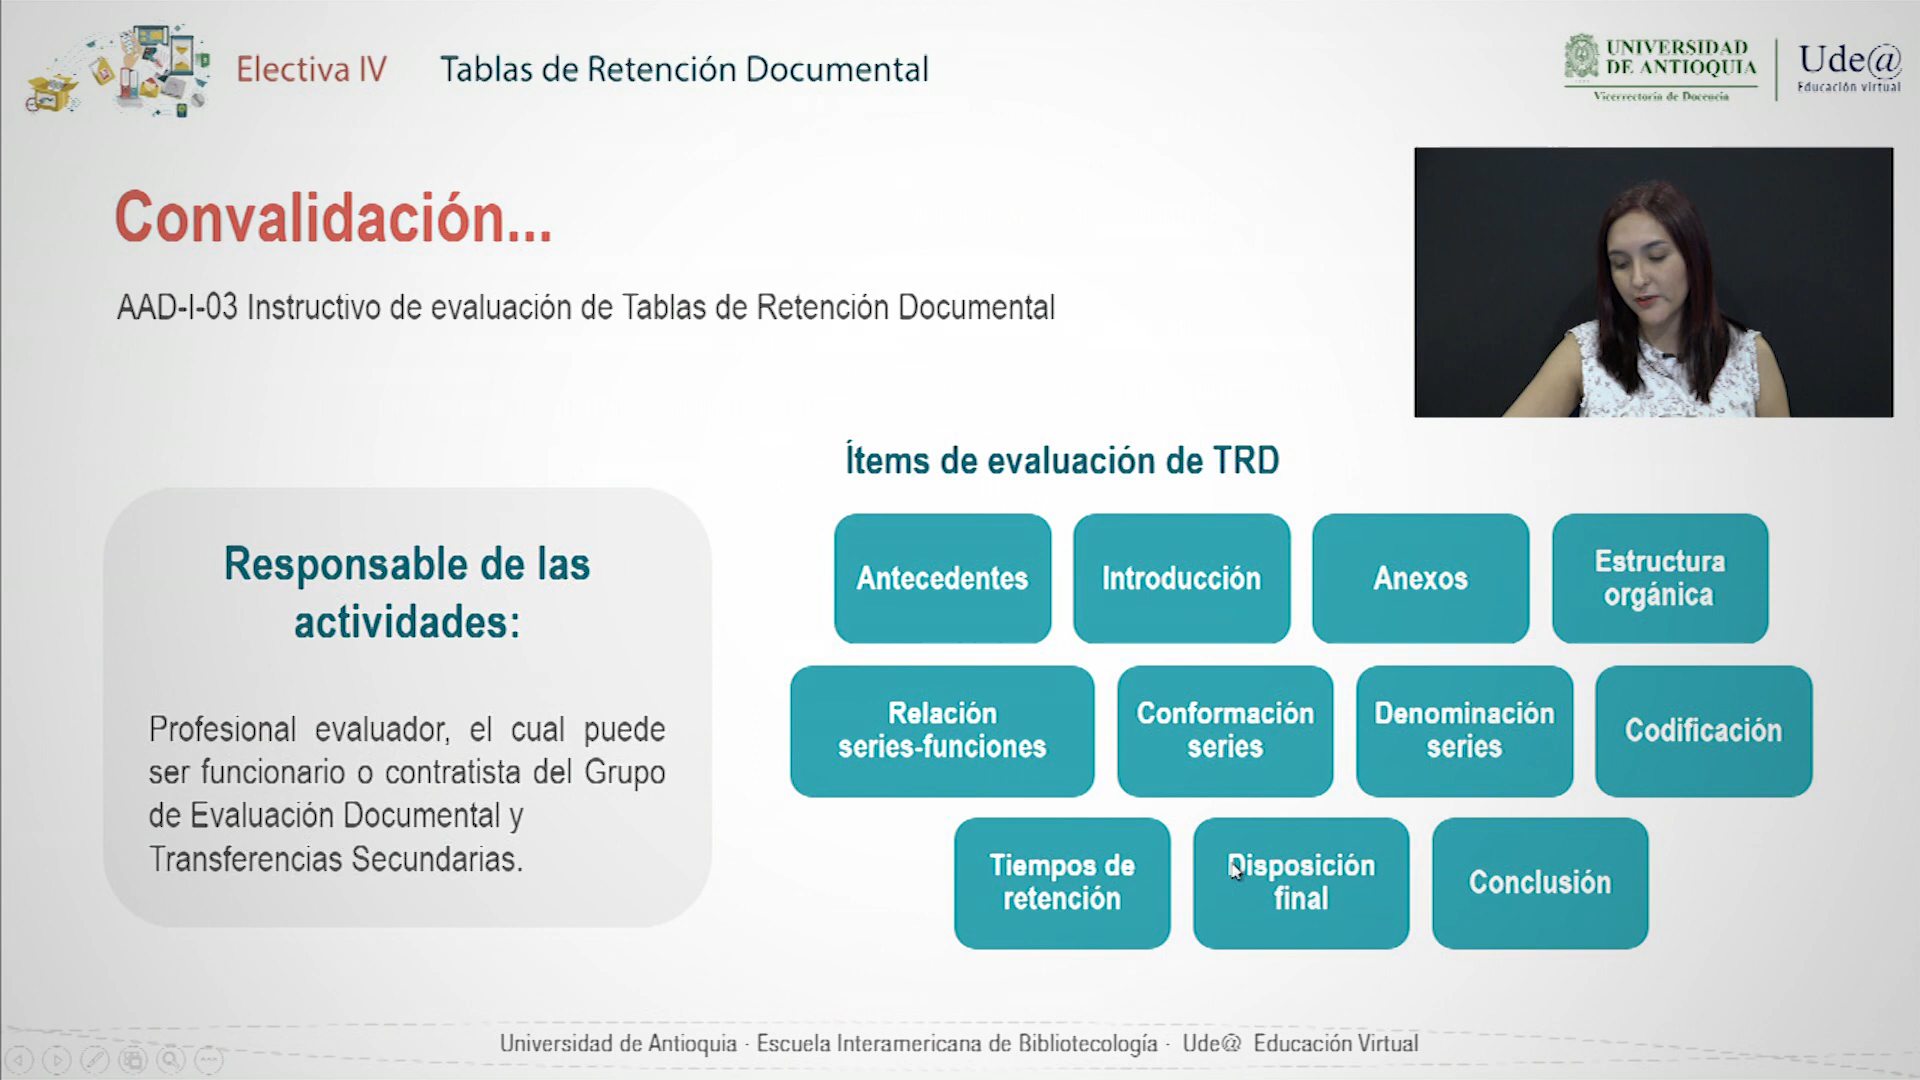 Electiva IV
Tablas de Retención Documental
UNIVERSIDAD
DE ANTIOQUIA
Vicerrectoría de Docencia
Ude@
Educación virtual
Convalidación...
AAD-I-03 Instructivo de evaluación de Tablas de Retención Documental
Responsable de las
actividades:
Profesional evaluador, el cual puede
ser funcionario o contratista del Grupo
de Evaluación Documental y
Transferencias Secundarias.
Ítems de evaluación de TRD
Antecedentes
Introducción
Anexos
Estructura
orgánica
Relación
series-funciones
Conformación
series
Denominación
series
Codificación
Tiempos de
retención
Disposición
final
Conclusión
Universidad de Antioquia - Escuela Interamericana de Bibliotecología - Ude@ Educación Virtual